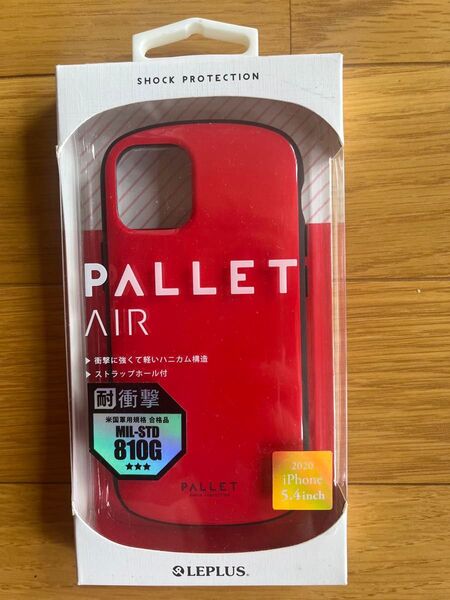 SHOCK PROTECTION
PALLET
AIR
▶ 衝撃に強くて軽いハニカム構造
▶ ストラップホール付
耐衝撃
米国軍用規格 合格品
MIL-STD
810G
★★★
PALLET
SHOCK PROTECTION
2020
iPhone
5.4inch
LEPLUS